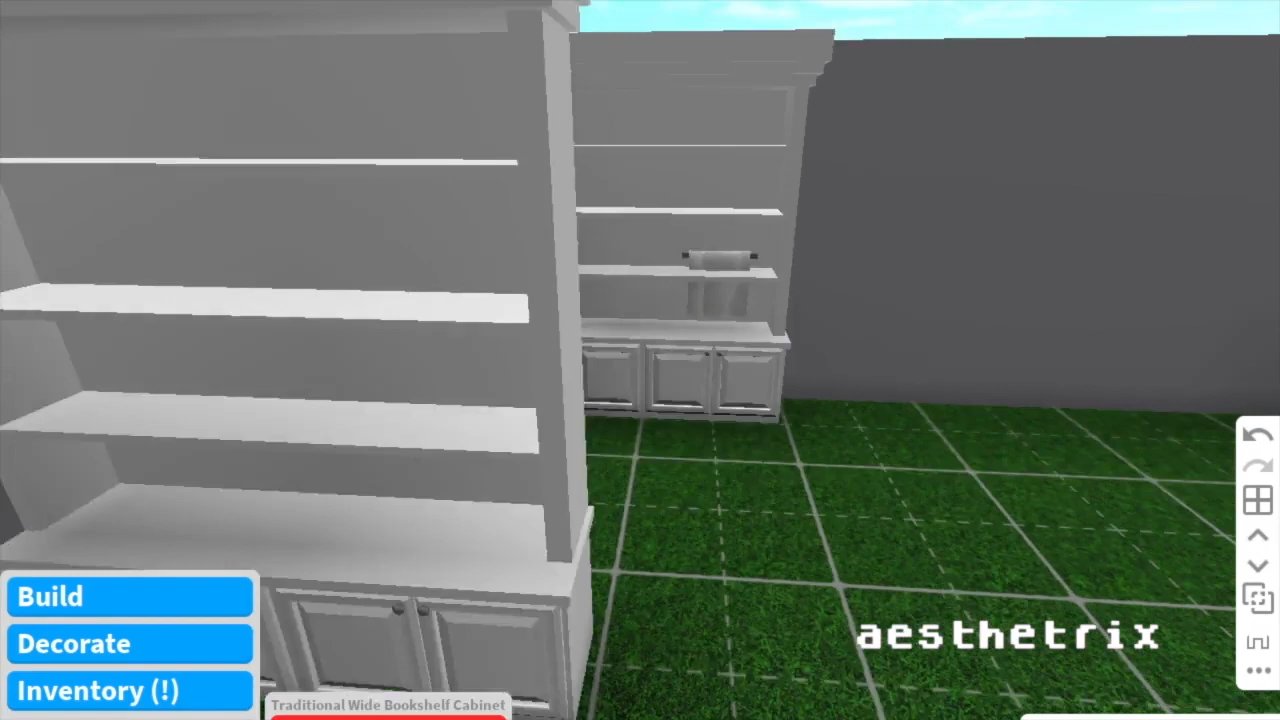 aesthetrix
Build
Decorate
Inventory (!)
Traditional Wide Bookshelf Cabinet